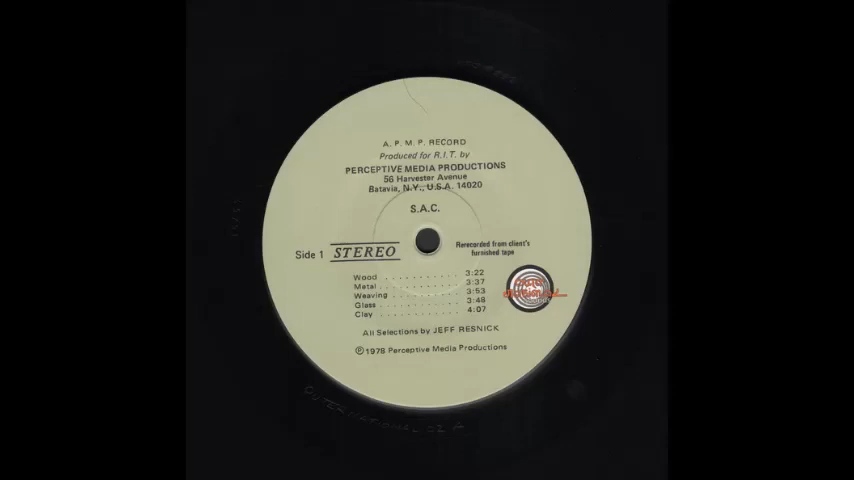 A. P. M. P. RECORD
Produced for R.I.T. by
PERCEPTIVE MEDIA PRODUCTIONS
56 Harvester Avenue
Batavia, N.Y., U.S.A. 14020
S.A.C.
Side 1 STEREO
Rerecorded from client's
furnished tape
Wood . . . . . . . . . . . 3:22
Metal . . . . . . . . . . . 3:37
Weaving . . . . . . . . . . 3:53
Glass . . . . . . . . . . . 3:48
Clay . . . . . . . . . . . 4:07
All Selections by JEFF RESNICK
℗ 1978 Perceptive Media Productions